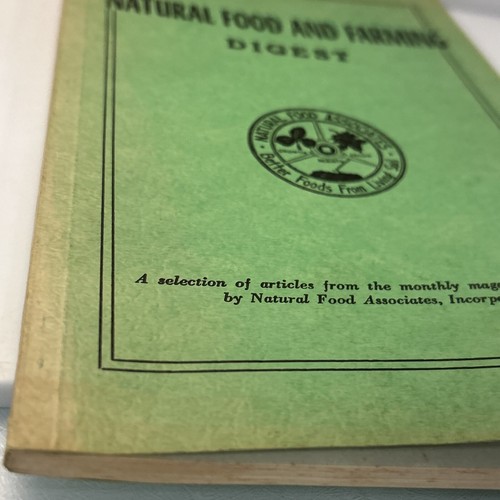 NATURAL FOOD AND FARMING
DIGEST
NATURAL FOOD ASSOCIATES, INC.
Better Foods From Living
A selection of articles from the monthly mag
by Natural Food Associates, Incorp